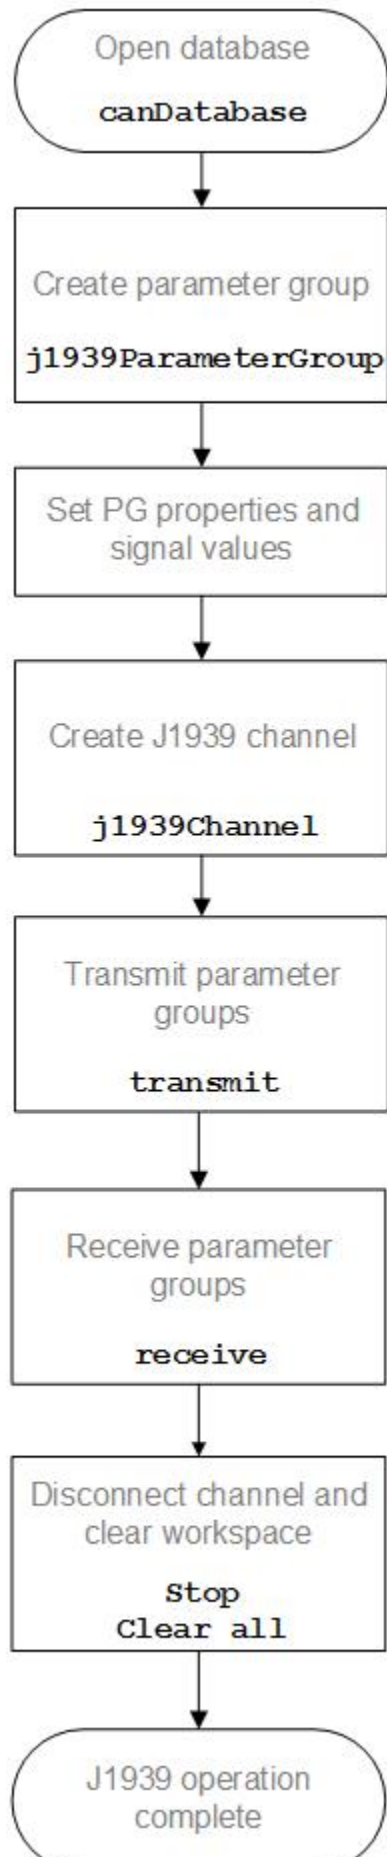 Open database
canDatabase
Create parameter group
j1939ParameterGroup
Set PG properties and
signal values
Create J1939 channel
j1939Channel
Transmit parameter
groups
transmit
Receive parameter
groups
receive
Disconnect channel and
clear workspace
Stop
Clear all
J1939 operation
complete